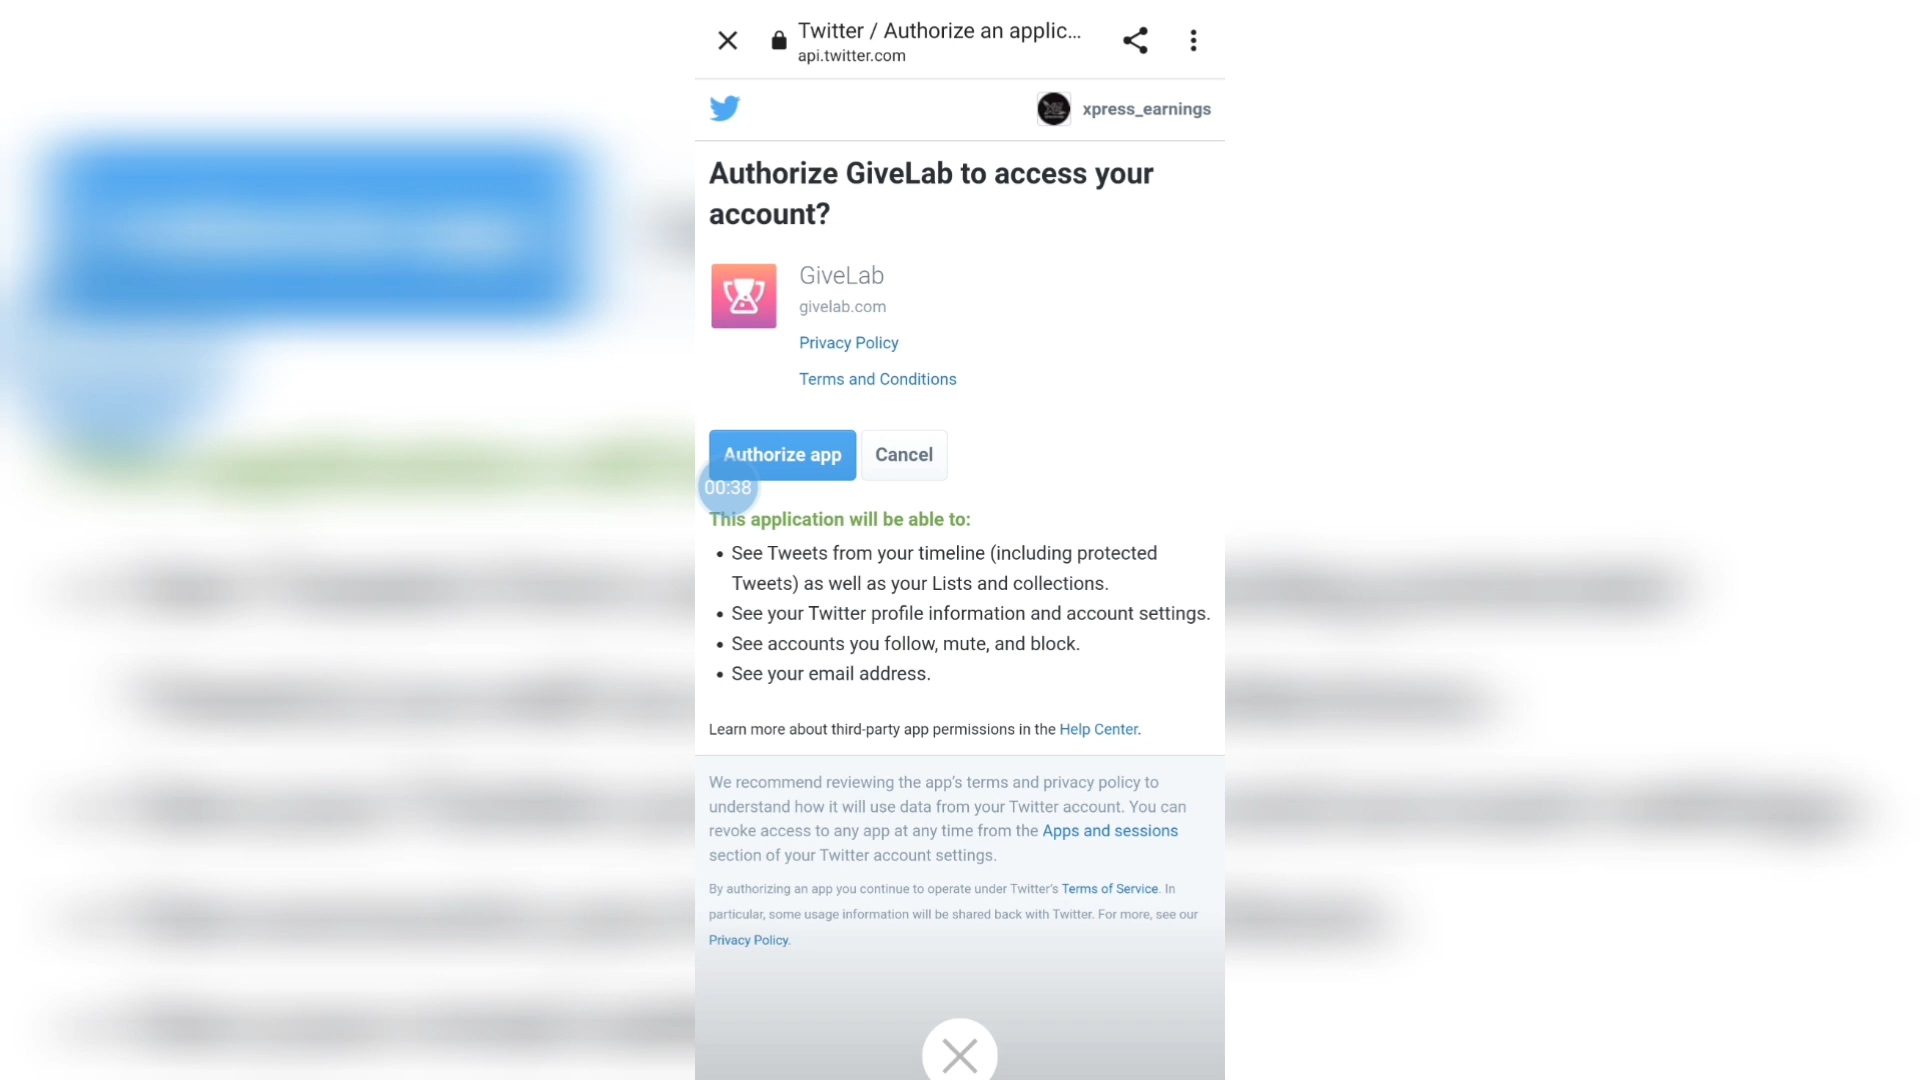 Twitter / Authorize an applic...
api.twitter.com
xpress_earnings
Authorize GiveLab to access your
account?
GiveLab
givelab.com
Privacy Policy
Terms and Conditions
Authorize app
Cancel
00:38
This application will be able to:
• See Tweets from your timeline (including protected
Tweets) as well as your Lists and collections.
• See your Twitter profile information and account settings.
• See accounts you follow, mute, and block.
• See your email address.
Learn more about third-party app permissions in the Help Center.
We recommend reviewing the app's terms and privacy policy to
understand how it will use data from your Twitter account. You can
revoke access to any app at any time from the Apps and sessions
section of your Twitter account settings.
By authorizing an app you continue to operate under Twitter's Terms of Service. In
particular, some usage information will be shared back with Twitter. For more, see our
Privacy Policy.